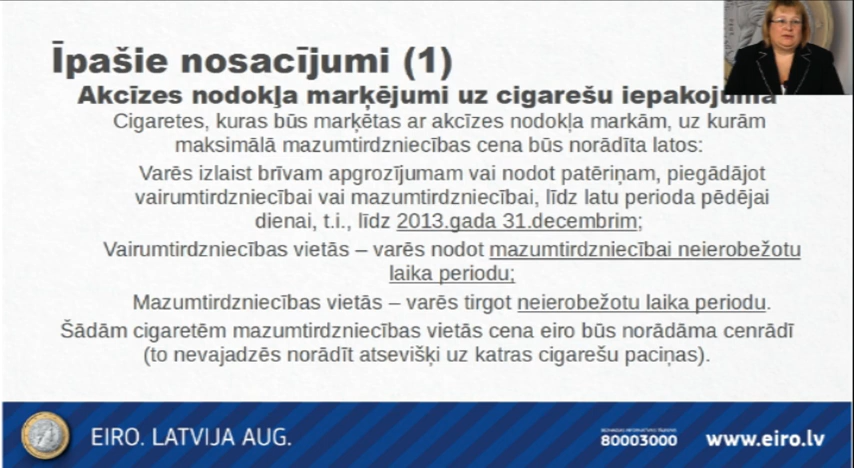 Īpašie nosacījumi (1)
Akcīzes nodokļa marķējumi uz cigarešu iepakojuma
Cigaretes, kuras būs marķētas ar akcīzes nodokļa markām, uz kurām
maksimālā mazumtirdzniecības cena būs norādīta latos:
Varēs izlaist brīvam apgrozījumam vai nodot patēriņam, piegādājot
vairumtirdzniecībai vai mazumtirdzniecībai, līdz latu perioda pēdējai
dienai, t.i., līdz 2013.gada 31.decembrim;
Vairumtirdzniecības vietās – varēs nodot mazumtirdzniecībai neierobežotu
laika periodu;
Mazumtirdzniecības vietās – varēs tirgot neierobežotu laika periodu.
Šādām cigaretēm mazumtirdzniecības vietās cena eiro būs norādāma cenrādī
(to nevajadzēs norādīt atsevišķi uz katras cigarešu paciņas).
EIRO. LATVIJA AUG.
80003000
www.eiro.lv